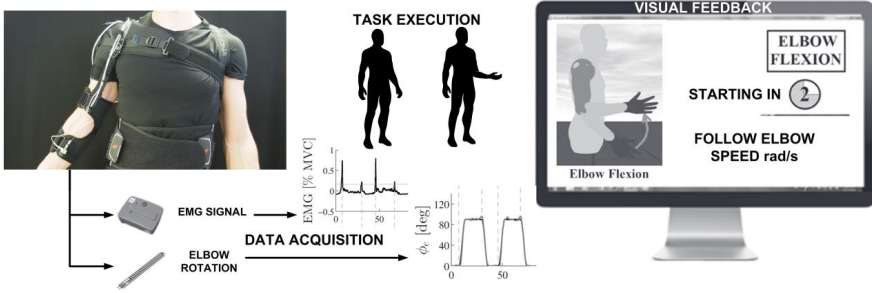 TASK EXECUTION
VISUAL FEEDBACK
ELBOW
FLEXION
STARTING IN 2
FOLLOW ELBOW
SPEED rad/s
Elbow Flexion
EMG [% MVC]
1
0.5
0
−0.5
0 50
EMG SIGNAL
DATA ACQUISITION
ELBOW
ROTATION
ϕe [deg]
120
80
40
0
0 50